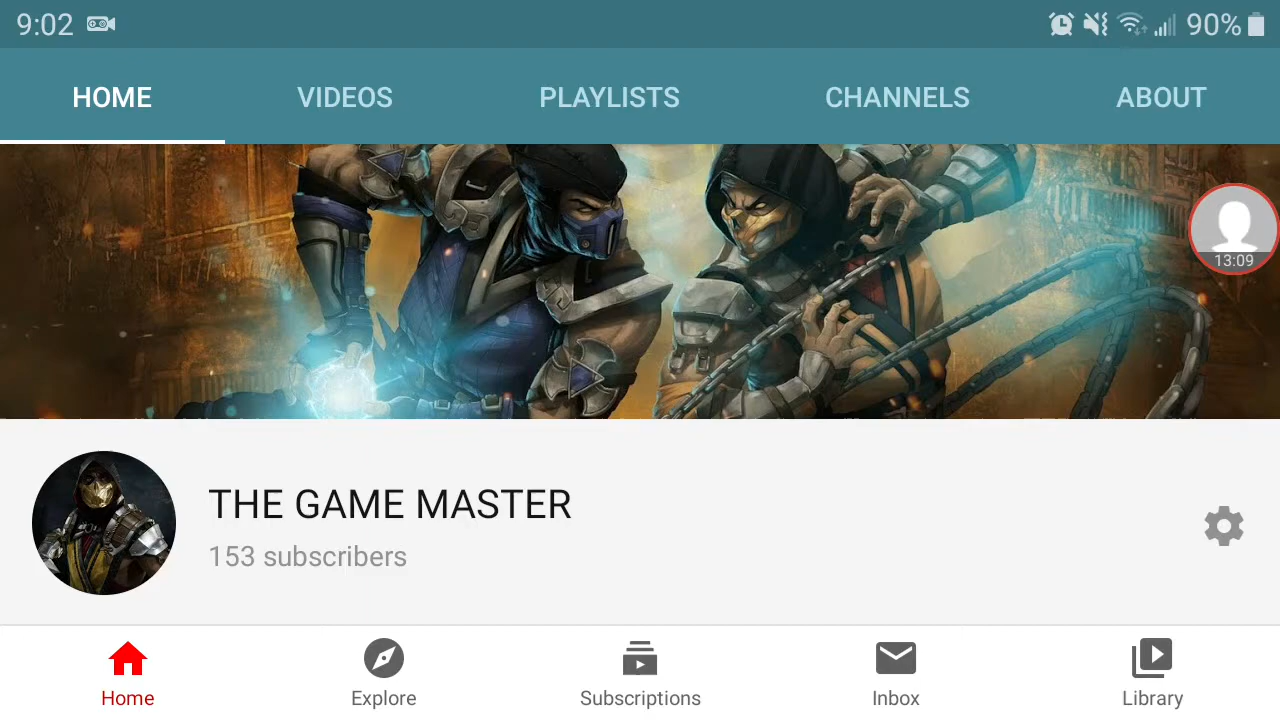 9:02
90%
HOME
VIDEOS
PLAYLISTS
CHANNELS
ABOUT
13:09
THE GAME MASTER
153 subscribers
Home
Explore
Subscriptions
Inbox
Library